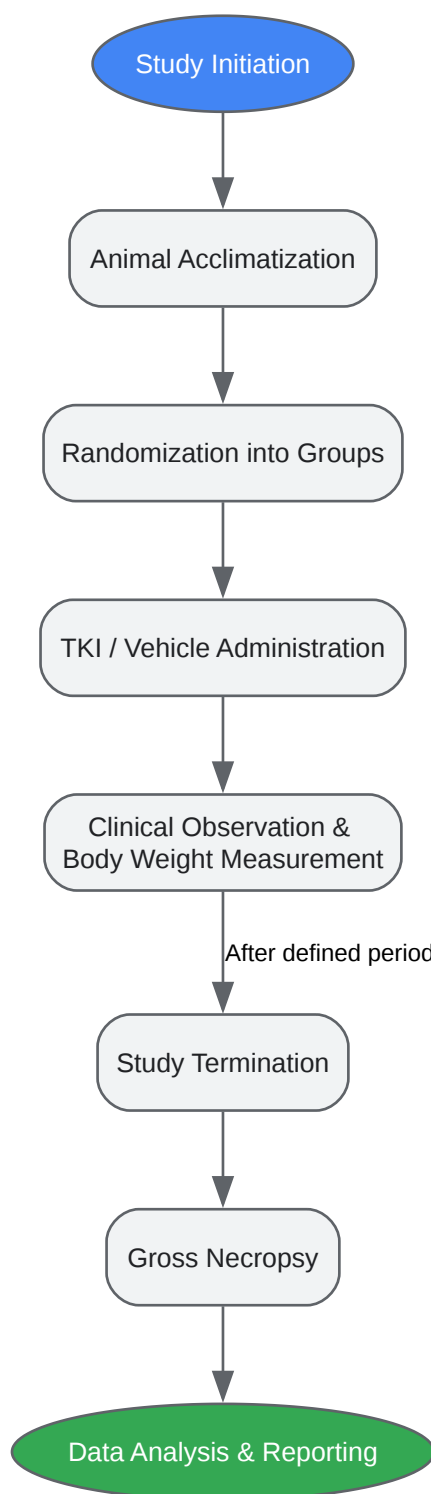 Study Initiation
Animal Acclimatization
Randomization into Groups
TKI / Vehicle Administration
Clinical Observation &
Body Weight Measurement
After defined period
Study Termination
Gross Necropsy
Data Analysis & Reporting